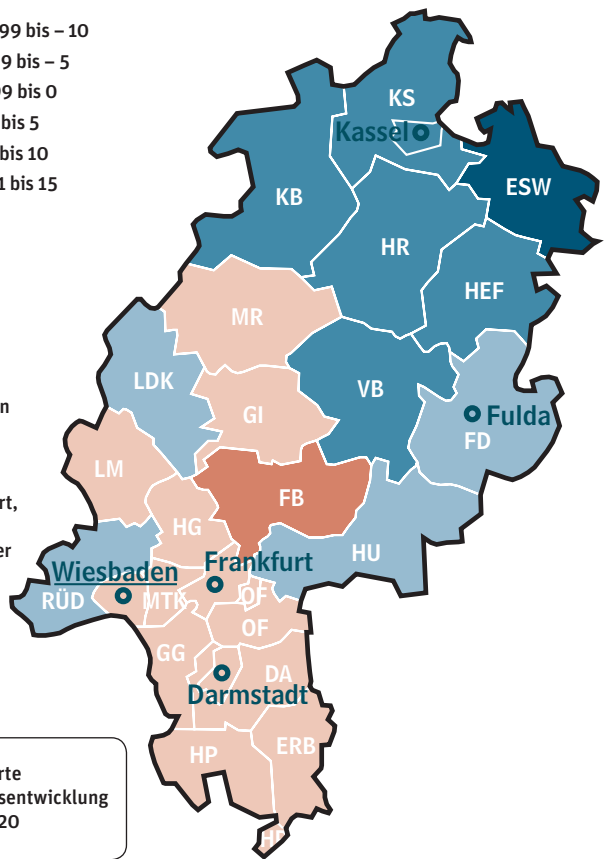 99 bis – 10
9 bis – 5
99 bis 0
bis 5
bis 10
1 bis 15
KS
Kassel
ESW
KB
HR
HEF
MR
LDK
VB
GI
Fulda
FD
en
LM
FB
rt,
HG
HU
er
Wiesbaden
Frankfurt
RÜD
MTK
OF
OF
GG
DA
Darmstadt
HP
ERB
rte
sentwicklung
20